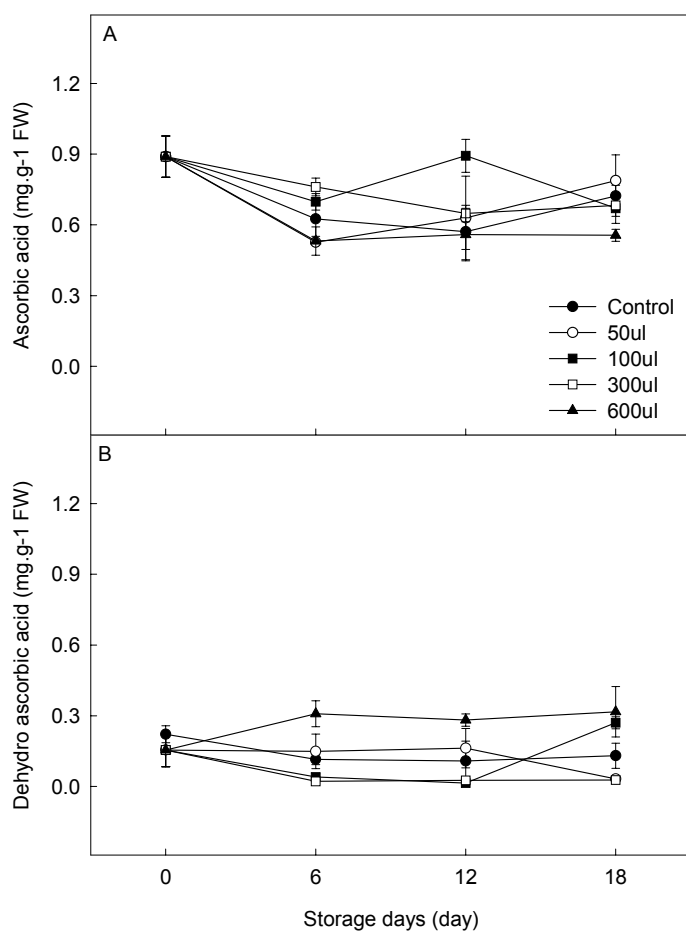 A
1.2
0.9
0.6
0.3
0.0
Ascorbic acid (mg.g-1 FW)
Control
50ul
100ul
300ul
600ul
B
1.2
0.9
0.6
0.3
0.0
Dehydro ascorbic acid (mg.g-1 FW)
0 6 12 18
Storage days (day)